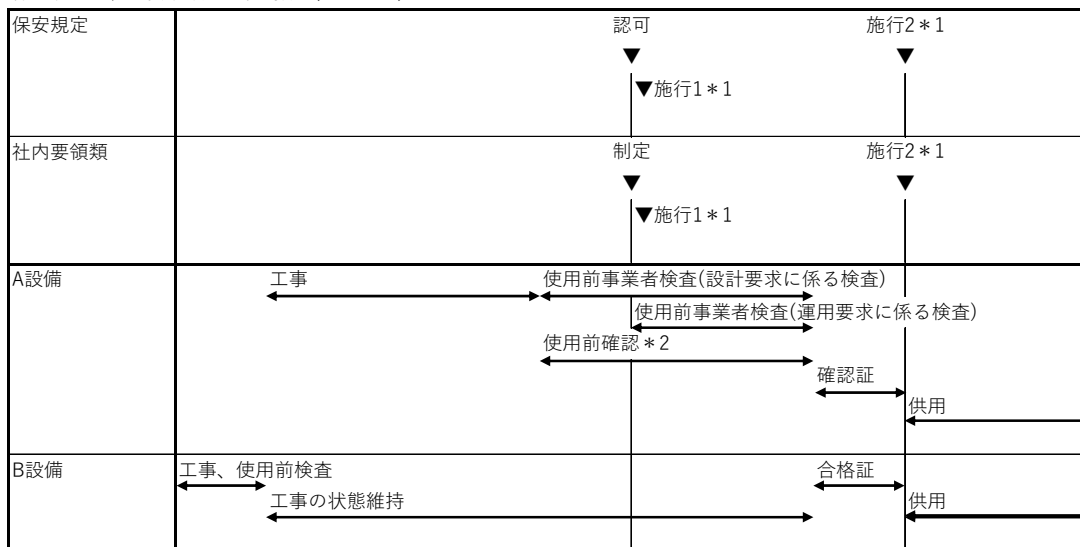 保安規定
認可
施行2＊1
▼
▼
▼施行1＊1
社内要領類
制定
施行2＊1
▼
▼
▼施行1＊1
A設備
工事
使用前事業者検査(設計要求に係る検査)
使用前事業者検査(運用要求に係る検査)
使用前確認＊2
確認証
供用
B設備
工事、使用前検査
合格証
工事の状態維持
供用